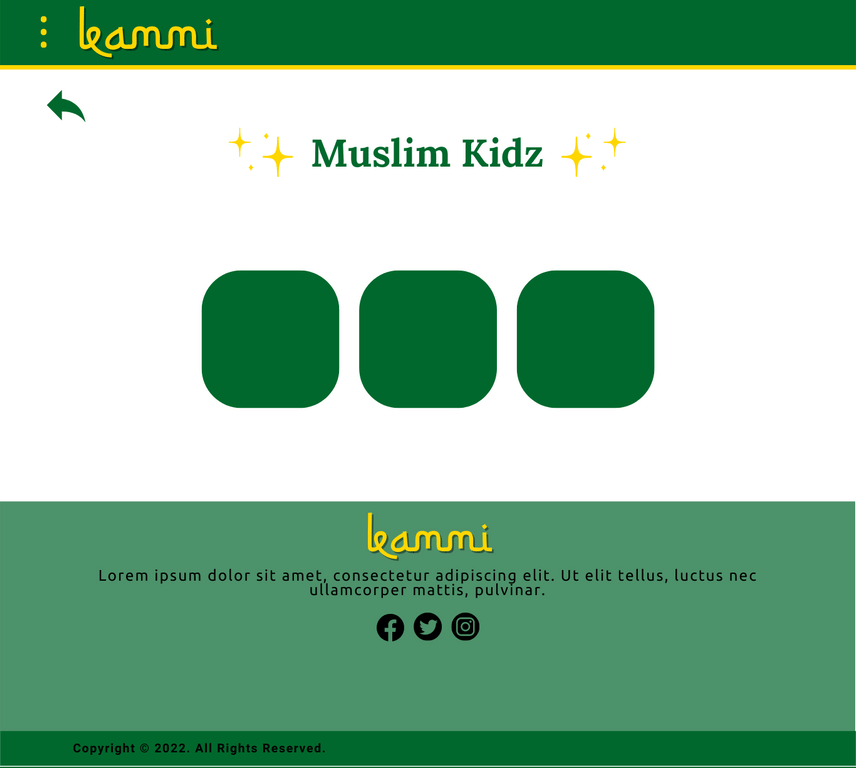 kammi
Muslim Kidz
kammi
Lorem ipsum dolor sit amet, consectetur adipiscing elit. Ut elit tellus, luctus nec
ullamcorper mattis, pulvinar.
Copyright © 2022. All Rights Reserved.